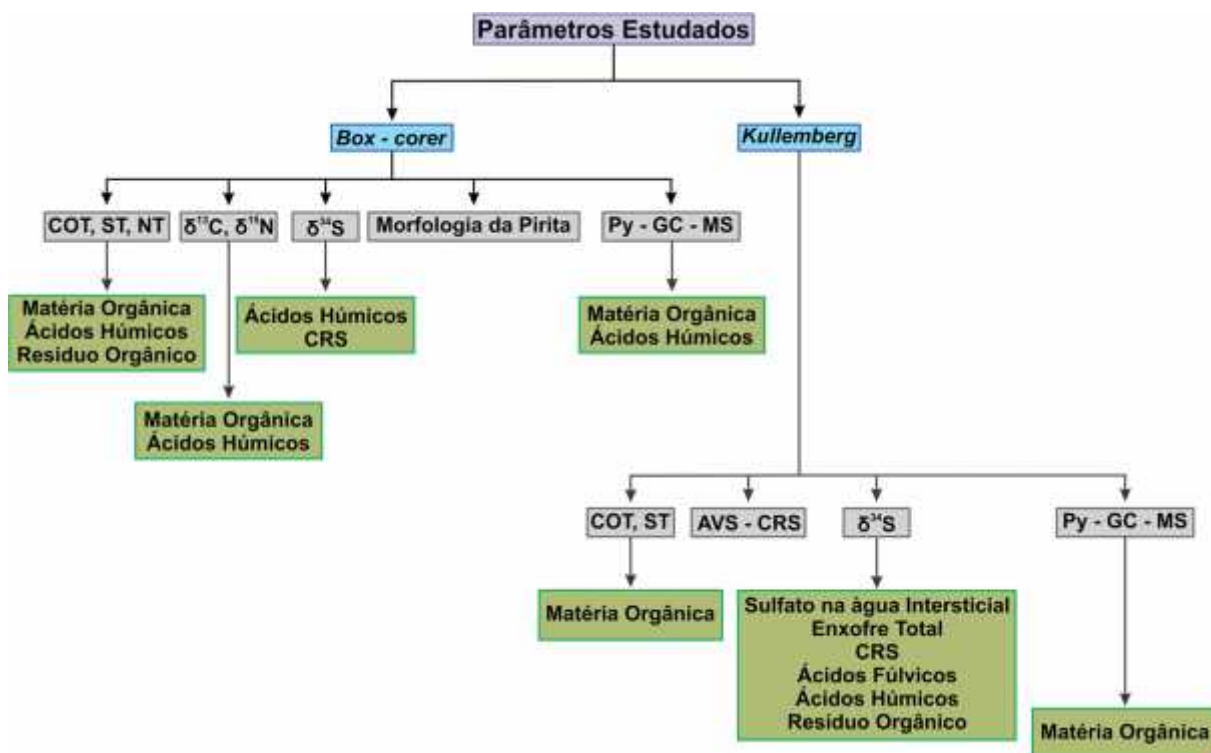 Parâmetros Estudados
Box - corer
Kullemberg
COT, ST, NT
δ¹³C, δ¹⁵N
δ³⁴S
Morfologia da Pirita
Py - GC - MS
Matéria Orgânica
Ácidos Húmicos
Resíduo Orgânico
Ácidos Húmicos
CRS
Matéria Orgânica
Ácidos Húmicos
Matéria Orgânica
Ácidos Húmicos
COT, ST
AVS - CRS
δ³⁴S
Py - GC - MS
Matéria Orgânica
Sulfato na àgua Intersticial
Enxofre Total
CRS
Ácidos Fúlvicos
Ácidos Húmicos
Resíduo Orgânico
Matéria Orgânica